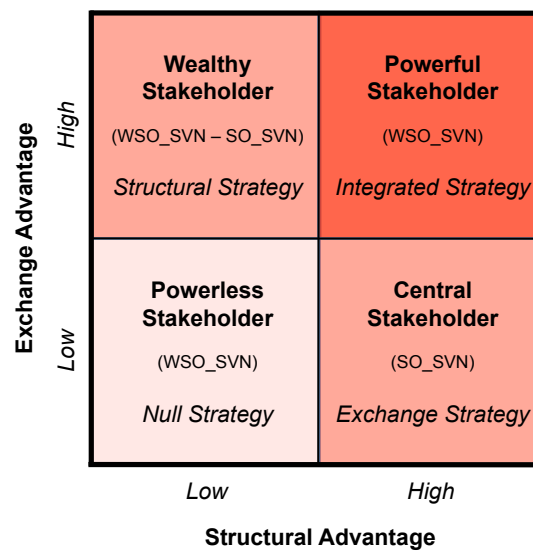 Wealthy
Stakeholder
(WSO_SVN – SO_SVN)
Structural Strategy
Powerful
Stakeholder
(WSO_SVN)
Integrated Strategy
Powerless
Stakeholder
(WSO_SVN)
Null Strategy
Central
Stakeholder
(SO_SVN)
Exchange Strategy
Exchange Advantage
High
Low
Low
High
Structural Advantage